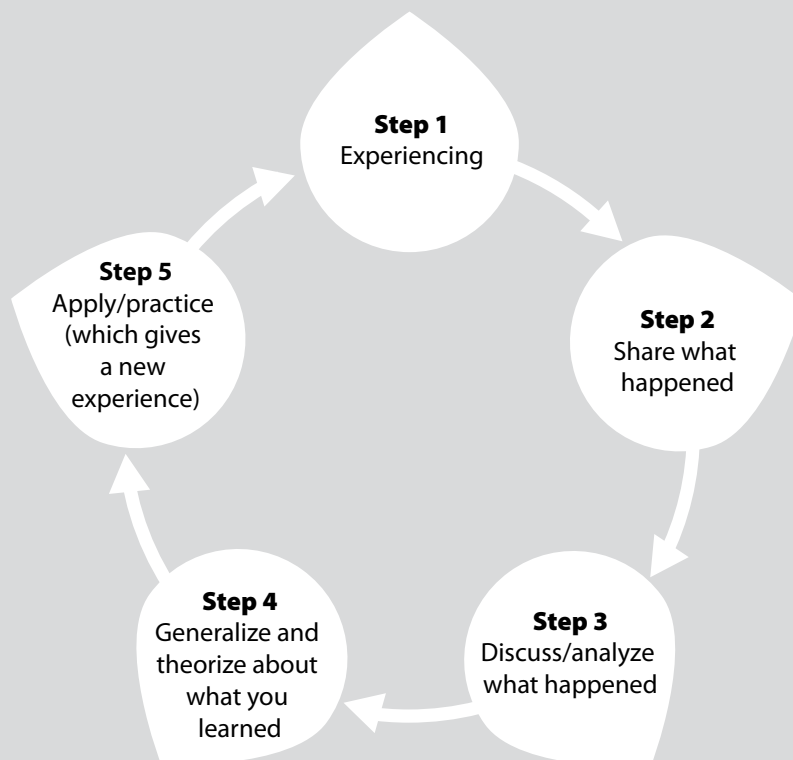 Step 1
Experiencing
Step 2
Share what
happened
Step 3
Discuss/analyze
what happened
Step 4
Generalize and
theorize about
what you
learned
Step 5
Apply/practice
(which gives
a new
experience)